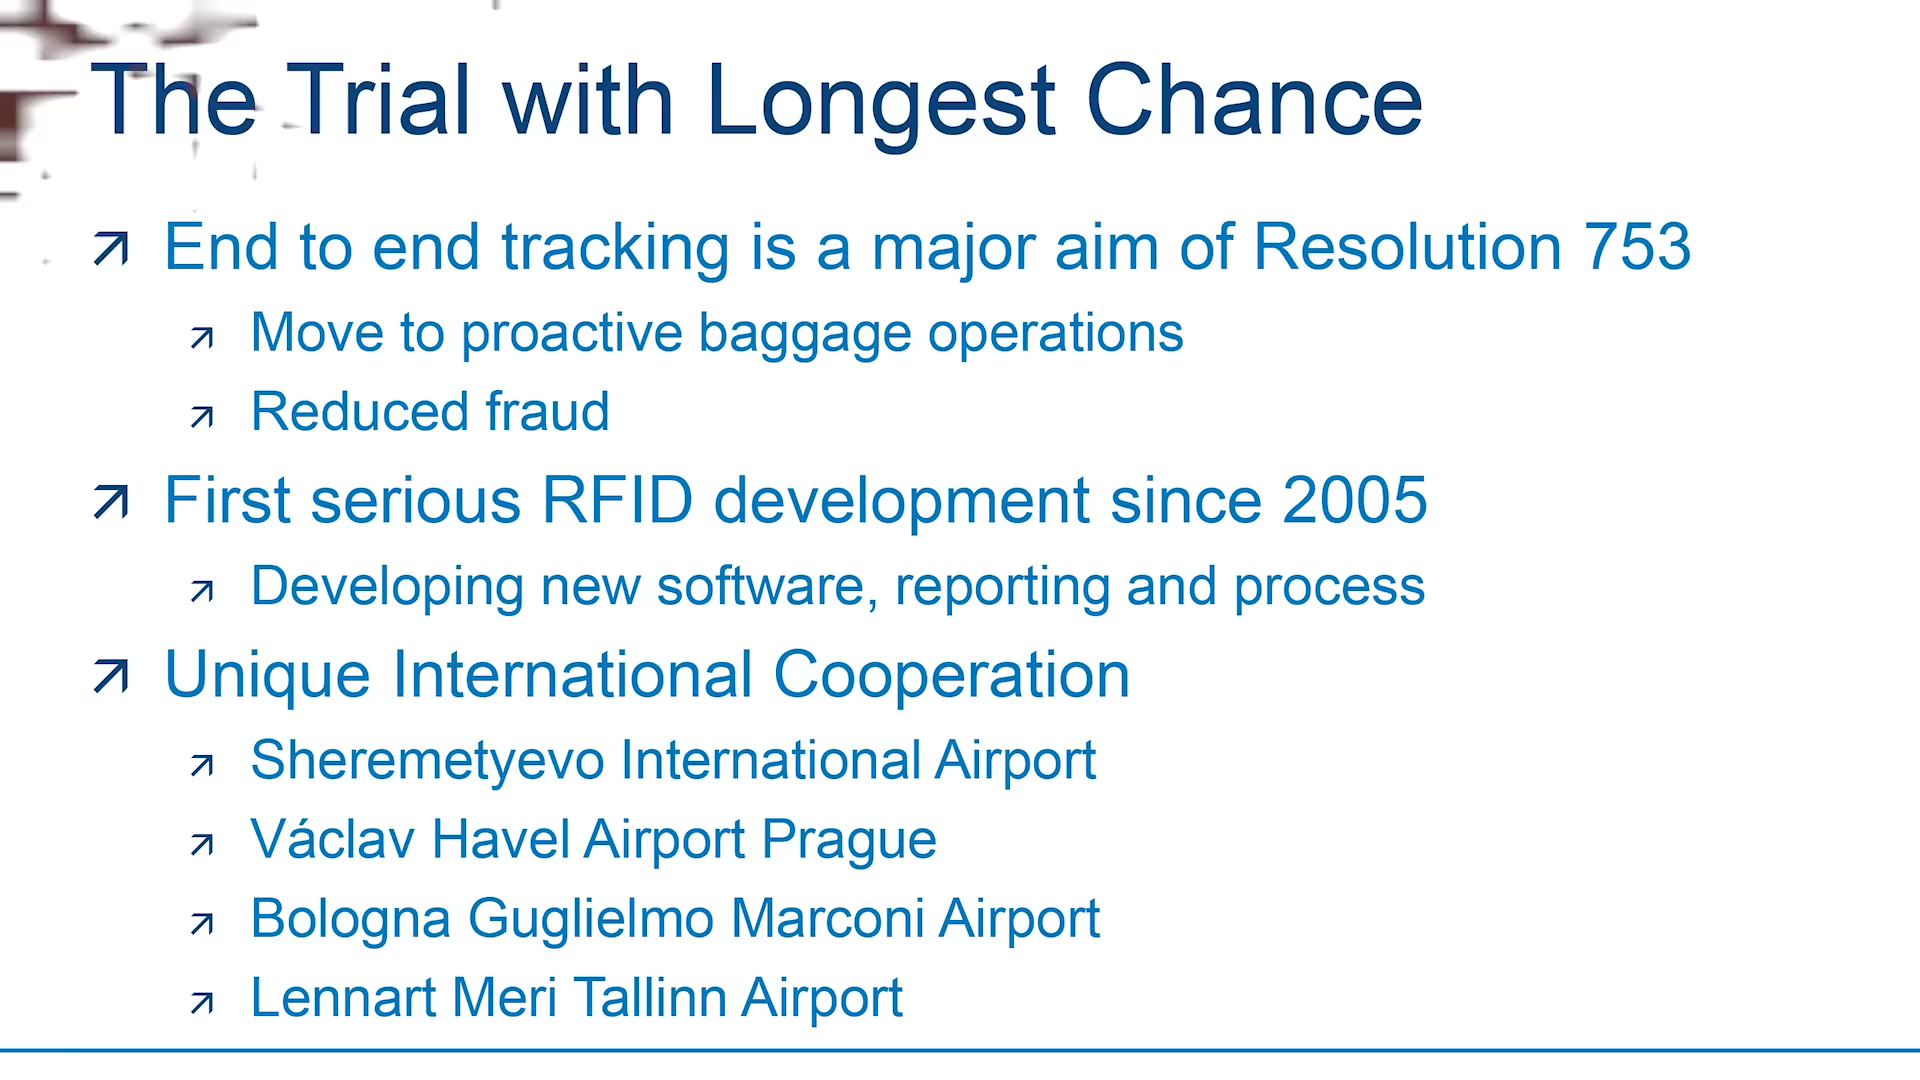 The Trial with Longest Chance
End to end tracking is a major aim of Resolution 753
Move to proactive baggage operations
Reduced fraud
First serious RFID development since 2005
Developing new software, reporting and process
Unique International Cooperation
Sheremetyevo International Airport
Václav Havel Airport Prague
Bologna Guglielmo Marconi Airport
Lennart Meri Tallinn Airport